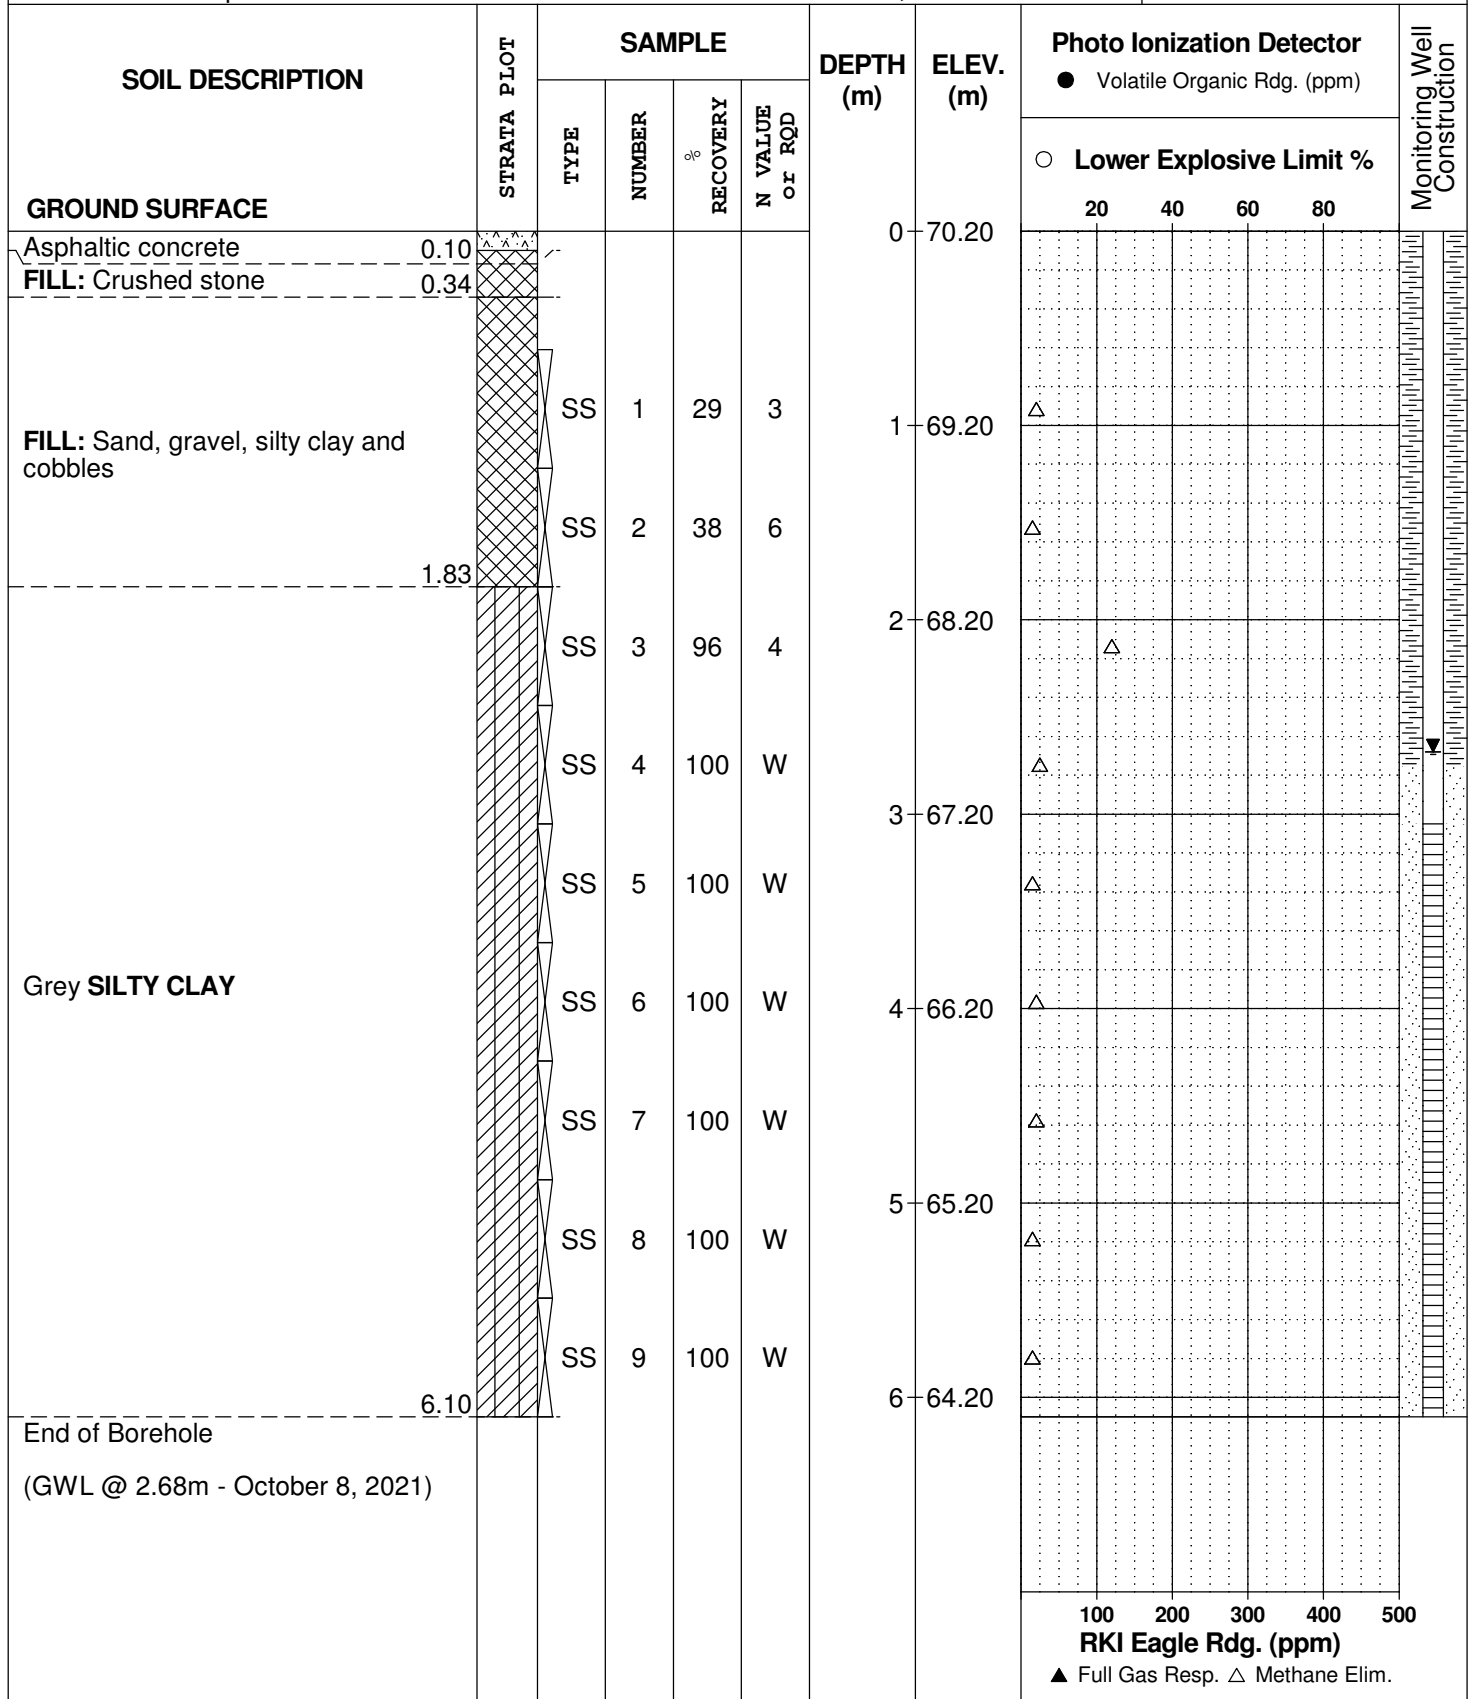 SOIL DESCRIPTION
GROUND SURFACE
STRATA PLOT
SAMPLE
TYPE
NUMBER
%
RECOVERY
N VALUE
or RQD
DEPTH
(m)
ELEV.
(m)
Photo Ionization Detector
● Volatile Organic Rdg. (ppm)
○ Lower Explosive Limit %
20 40 60 80
Monitoring Well
Construction
0 70.20
Asphaltic concrete 0.10
FILL: Crushed stone 0.34
SS 1 29 3
1 69.20
FILL: Sand, gravel, silty clay and
cobbles
SS 2 38 6
1.83
2 68.20
SS 3 96 4
SS 4 100 W
3 67.20
SS 5 100 W
Grey SILTY CLAY
SS 6 100 W
4 66.20
SS 7 100 W
5 65.20
SS 8 100 W
SS 9 100 W
6 64.20
6.10
End of Borehole
(GWL @ 2.68m - October 8, 2021)
100 200 300 400 500
RKI Eagle Rdg. (ppm)
▲ Full Gas Resp. △ Methane Elim.